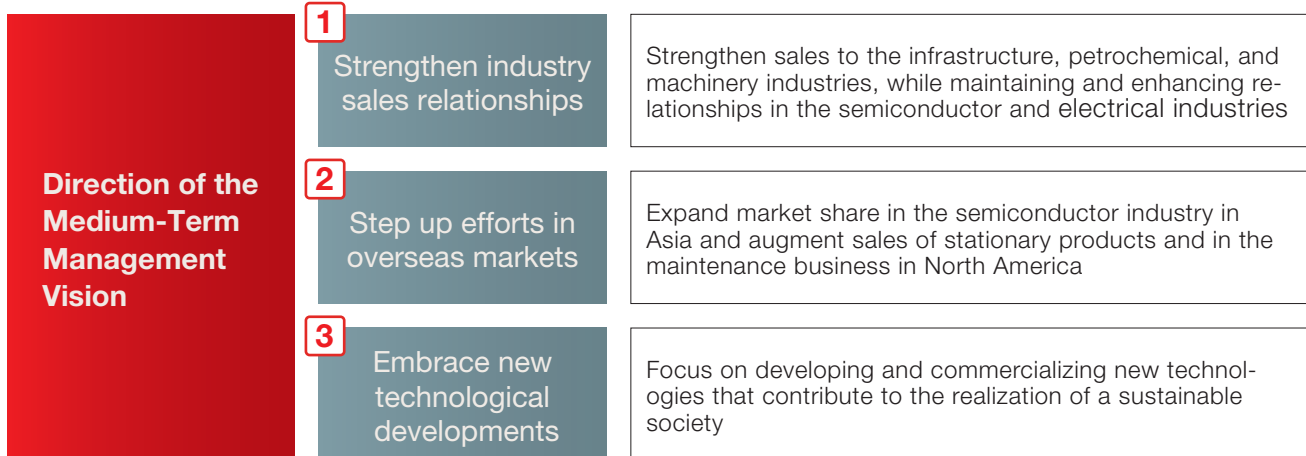 Direction of the
Medium-Term
Management
Vision
1
Strengthen industry
sales relationships
Strengthen sales to the infrastructure, petrochemical, and
machinery industries, while maintaining and enhancing re-
lationships in the semiconductor and electrical industries
2
Step up efforts in
overseas markets
Expand market share in the semiconductor industry in
Asia and augment sales of stationary products and in the
maintenance business in North America
3
Embrace new
technological
developments
Focus on developing and commercializing new technol-
ogies that contribute to the realization of a sustainable
society